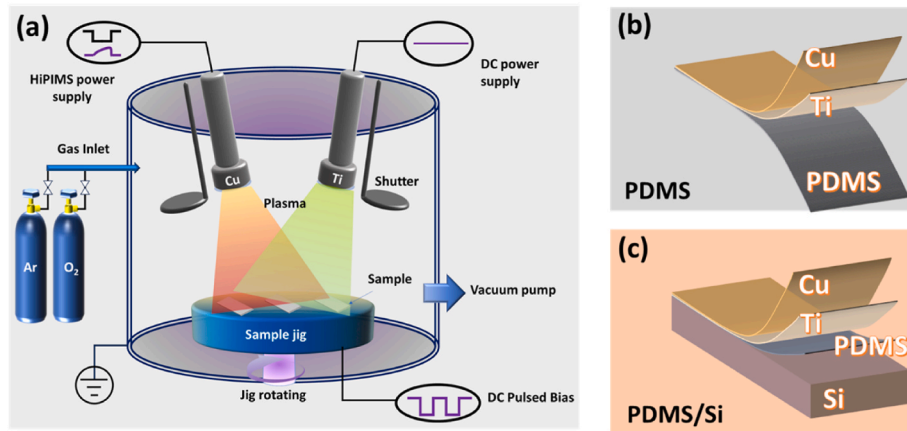 (a)
HiPIMS power
supply
DC power
supply
Gas Inlet
Cu
Ti
Shutter
Plasma
Ar
O₂
Sample
Vacuum pump
Sample jig
Jig rotating
DC Pulsed Bias
(b)
Cu
Ti
PDMS
PDMS
(c)
Cu
Ti
PDMS
Si
PDMS/Si